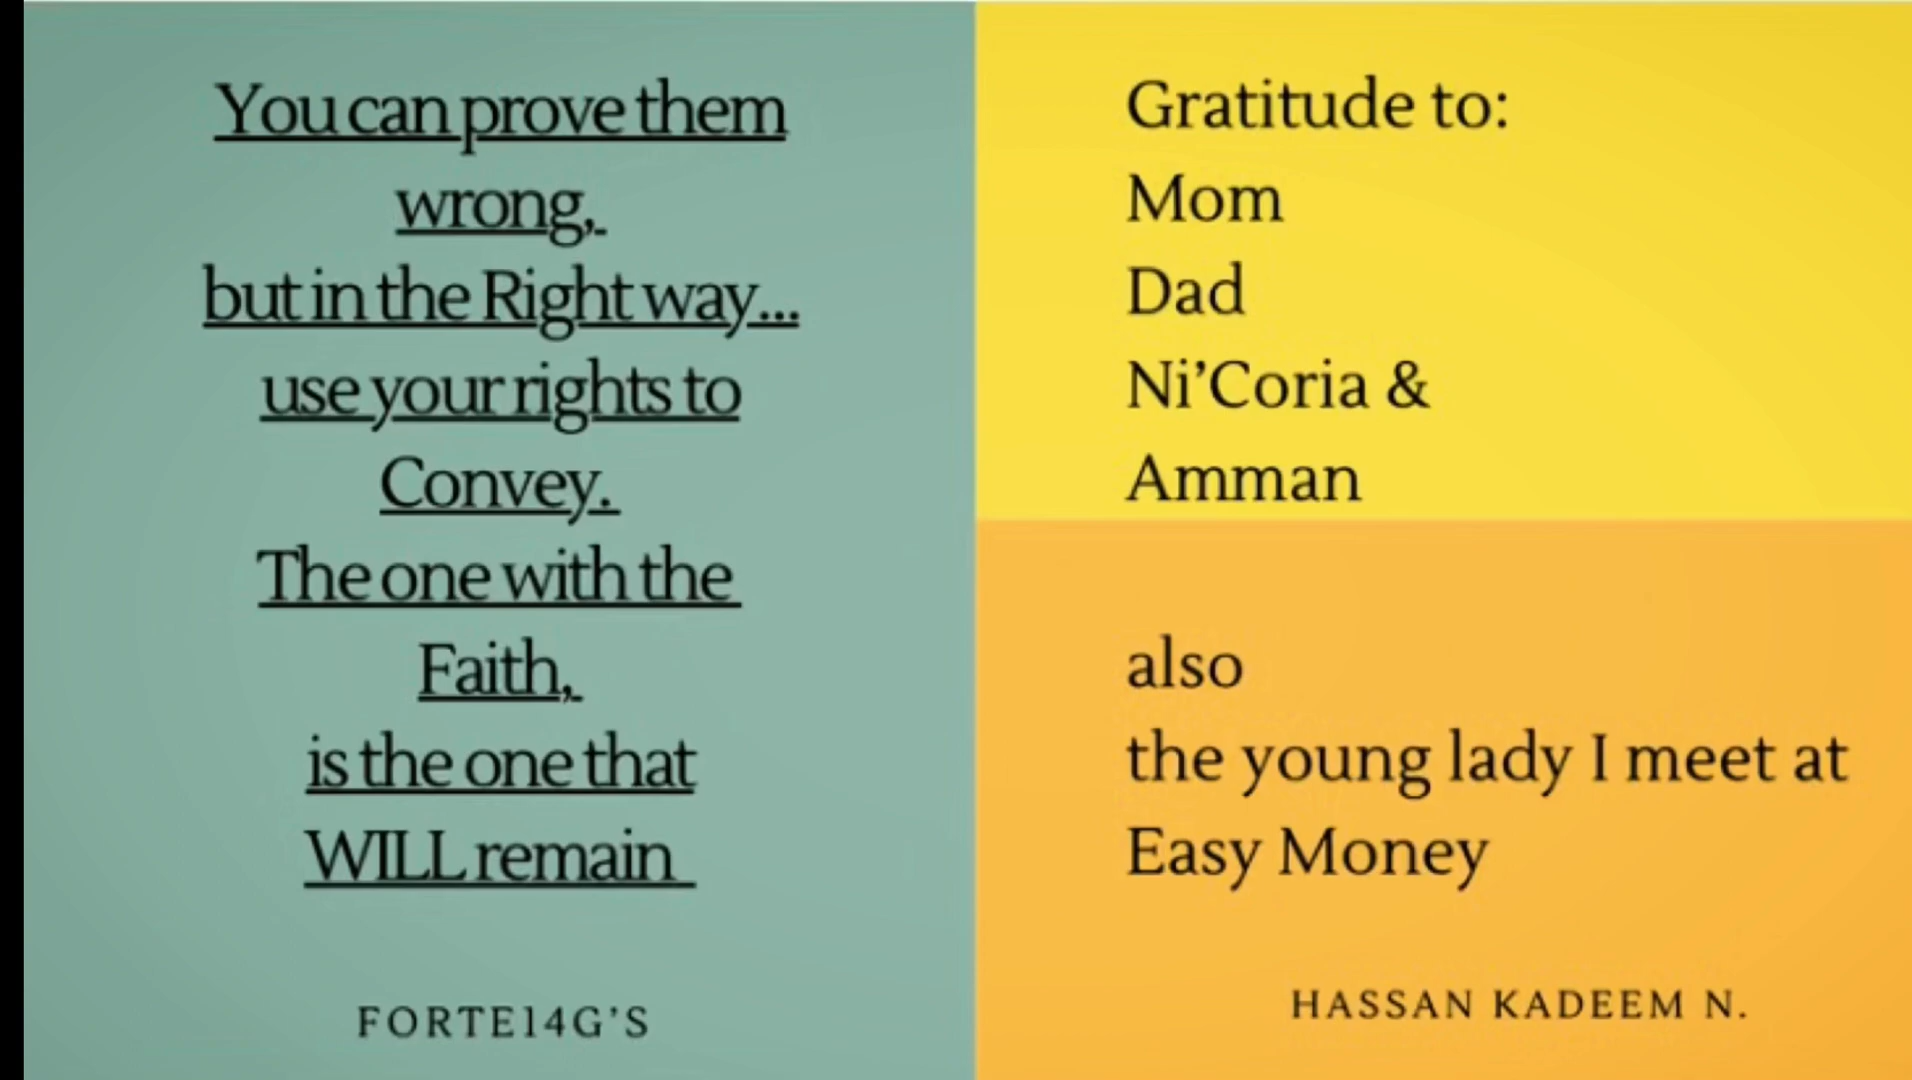 You can prove them
wrong,
but in the Right way...
use your rights to
Convey.
The one with the
Faith,
is the one that
WILL remain
FORTE14G'S
Gratitude to:
Mom
Dad
Ni'Coria &
Amman
also
the young lady I meet at
Easy Money
HASSAN KADEEM N.